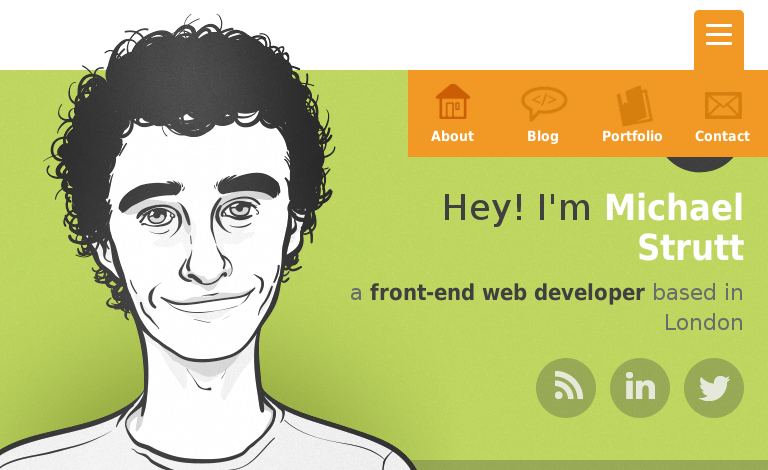 About Blog Portfolio Contact
Hey! I'm Michael
Strutt
a front-end web developer based in
London
in